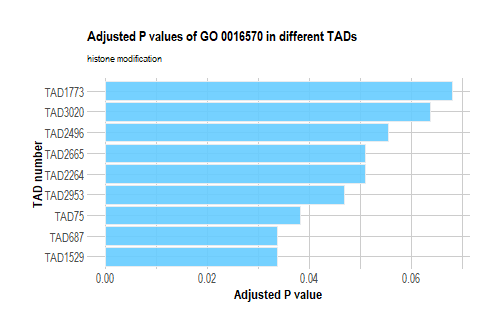 Adjusted P values of GO 0016570 in different TADs
histone modification
TAD1773
TAD3020
TAD2496
TAD2665
TAD2264
TAD2953
TAD75
TAD687
TAD1529
TAD number
0.00 0.02 0.04 0.06
Adjusted P value